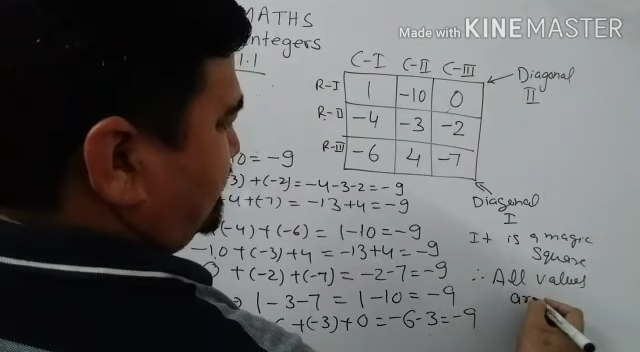 Made with KINEMASTER
MATHS
Integers
1.1
C-I C-II C-III
Diagonal
II
R-I 1 -10 0
R-II -4 -3 -2
R-III -6 4 -7
Diagonal
I
10 = -9
3) + (-2) = -4-3-2 = -9
4 + (-7) = -13+4 = -9
(-4) + (-6) = 1-10 = -9
-10 + (-3) + 4 = -13+4 = -9
+ (-2) + (-7) = -2-7 = -9
1-3-7 = 1-10 = -9
+ (-3) + 0 = -6-3 = -9
It is a magic
Square
∴ All values
are